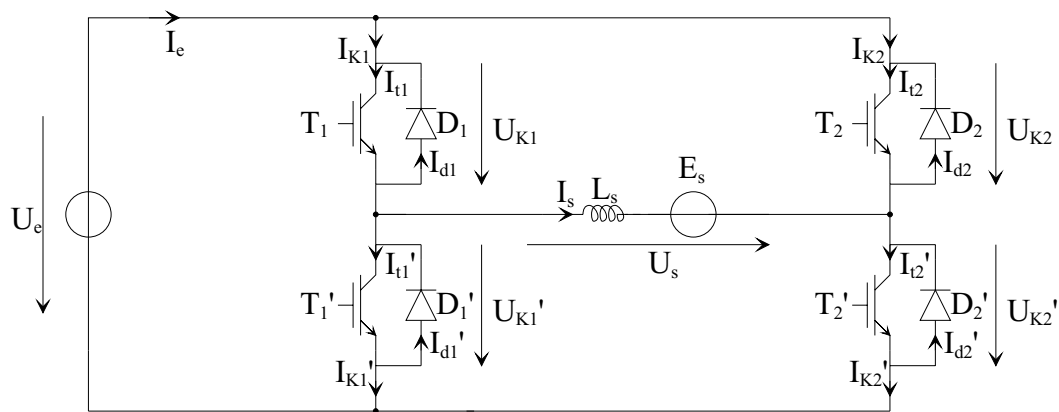 I_e
I_K1
I_t1
T_1
D_1
I_d1
U_K1
I_K2
I_t2
T_2
D_2
I_d2
U_K2
U_e
I_s
L_s
E_s
U_s
I_t1'
T_1'
D_1'
I_d1'
I_K1'
U_K1'
I_t2'
T_2'
D_2'
I_d2'
I_K2'
U_K2'